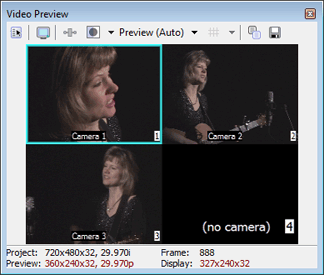 Video Preview
Preview (Auto)
Camera 1 1
Camera 2 2
Camera 3 3
(no camera) 4
Project: 720x480x32, 29.970i Frame: 888
Preview: 360x240x32, 29.970p Display: 327x240x32